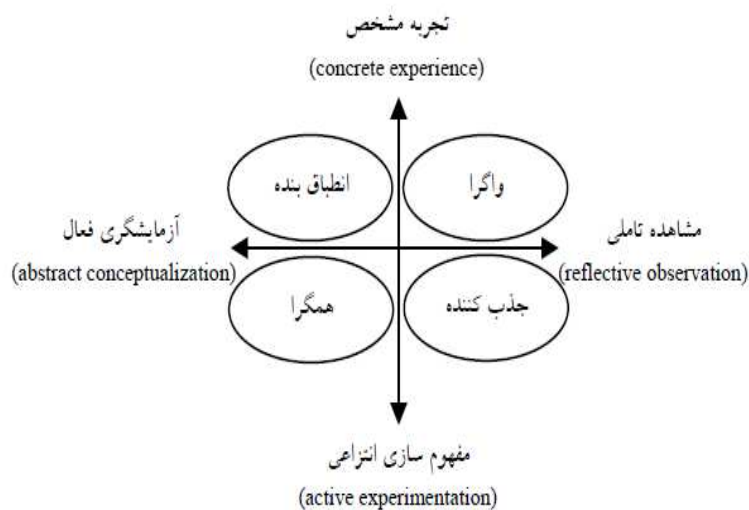 تجربه مشخص
(concrete experience)
انطباق بنده
واگرا
آزمایشگری فعال
(abstract conceptualization)
مشاهده تاملی
(reflective observation)
همگرا
جذب کننده
مفهوم سازی انتزاعی
(active experimentation)